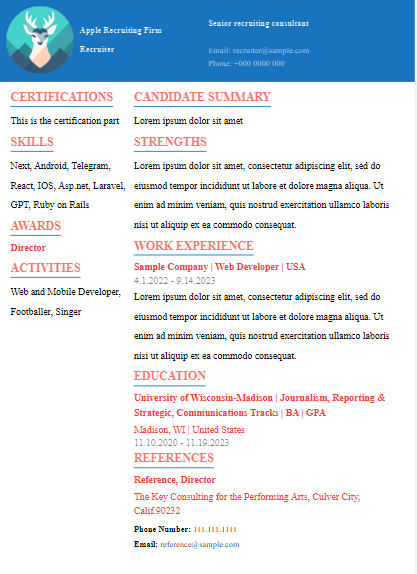 Apple Recruiting Firm
Recruiter
Senior recruiting consultant
Email: recruiter@sample.com
Phone: +000 0000 000
CERTIFICATIONS
This is the certification part
SKILLS
Next, Android, Telegram,
React, IOS, Asp.net, Laravel,
GPT, Ruby on Rails
AWARDS
Director
ACTIVITIES
Web and Mobile Developer,
Footballer, Singer
CANDIDATE SUMMARY
Lorem ipsum dolor sit amet
STRENGTHS
Lorem ipsum dolor sit amet, consectetur adipiscing elit, sed do
eiusmod tempor incididunt ut labore et dolore magna aliqua. Ut
enim ad minim veniam, quis nostrud exercitation ullamco laboris
nisi ut aliquip ex ea commodo consequat.
WORK EXPERIENCE
Sample Company | Web Developer | USA
4.1.2022 - 9.14.2023
Lorem ipsum dolor sit amet, consectetur adipiscing elit, sed do
eiusmod tempor incididunt ut labore et dolore magna aliqua. Ut
enim ad minim veniam, quis nostrud exercitation ullamco laboris
nisi ut aliquip ex ea commodo consequat.
EDUCATION
University of Wisconsin-Madison | Journalism, Reporting &
Strategic, Communications Tracks | BA | GPA
Madison, WI | United States
11.10.2020 - 11.19.2023
REFERENCES
Reference, Director
The Key Consulting for the Performing Arts, Culver City,
Calif.90232
Phone Number: 111.111.1111
Email: reference@sample.com